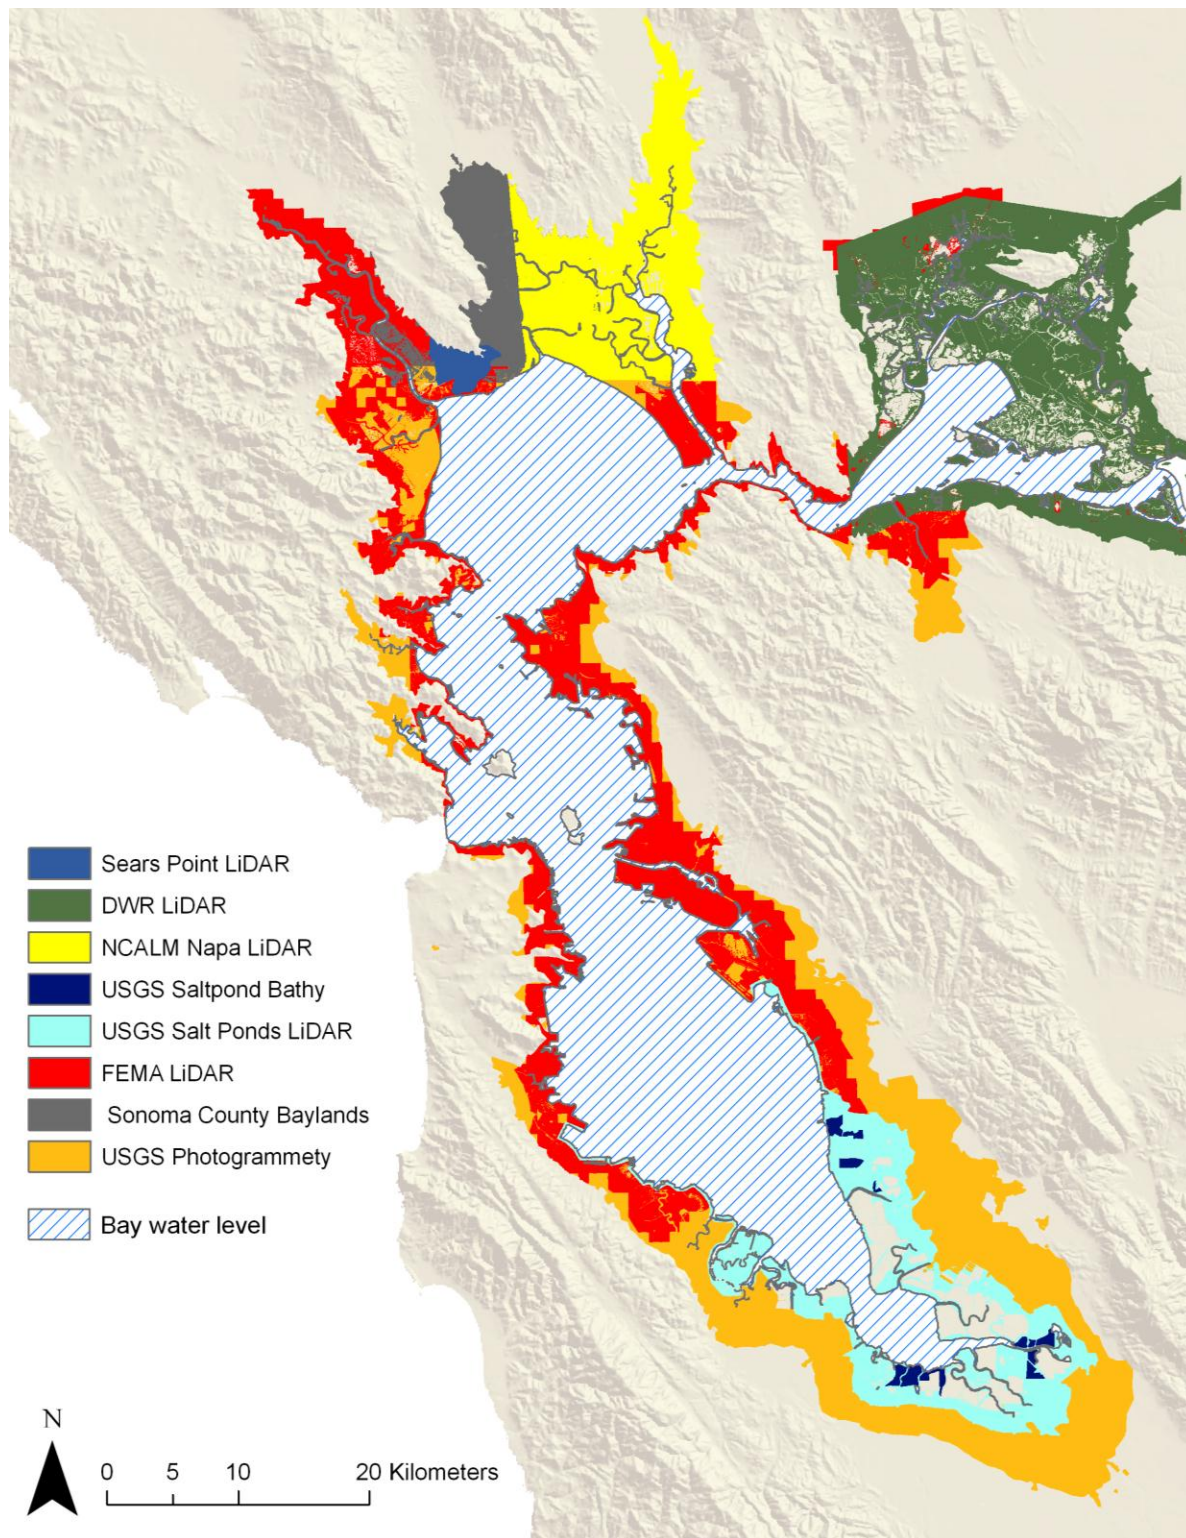 Sears Point LiDAR
DWR LiDAR
NCALM Napa LiDAR
USGS Saltpond Bathy
USGS Salt Ponds LiDAR
FEMA LiDAR
Sonoma County Baylands
USGS Photogrammety
Bay water level
N
0 5 10 20 Kilometers